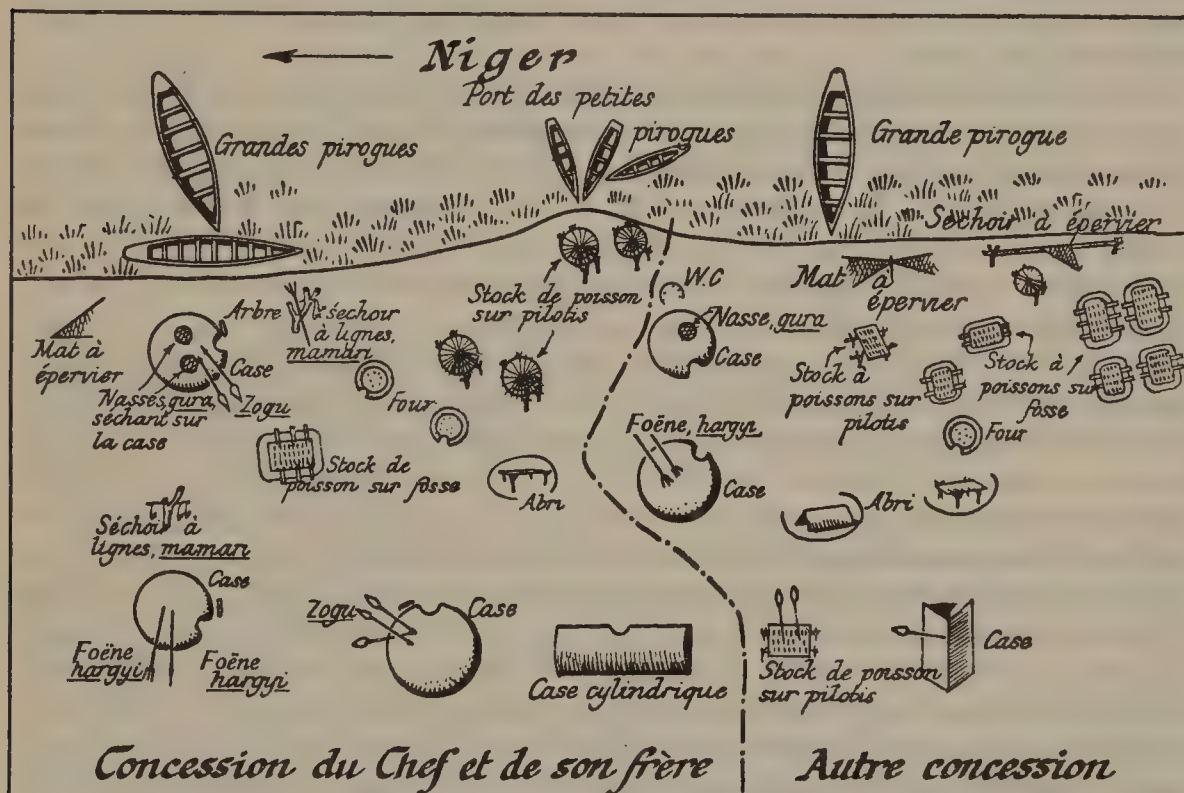 Niger
Port des petites
pirogues
Grandes pirogues
Grande pirogue
Séchoir à épervier
Mat à
épervier
W.C
Stock de poisson
sur pilotis
Arbre
séchoir
à lignes,
mamari
Mat à
épervier
Case
Nasses, gura,
séchant sur
la case
Zogu
Four
Nasse, gura
Case
Stock à
poissons sur
pilotis
Stock à
poissons sur
fosse
Four
Foëne, hargyi
Case
Stock de
poisson sur fosse
Abri
Abri
Séchoir à
lignes, mamari
Case
Foëne
hargyi
Foëne
hargyi
Zogu
Case
Case cylindrique
Stock de poisson
sur pilotis
Case
Concession du Chef et de son frère
Autre concession